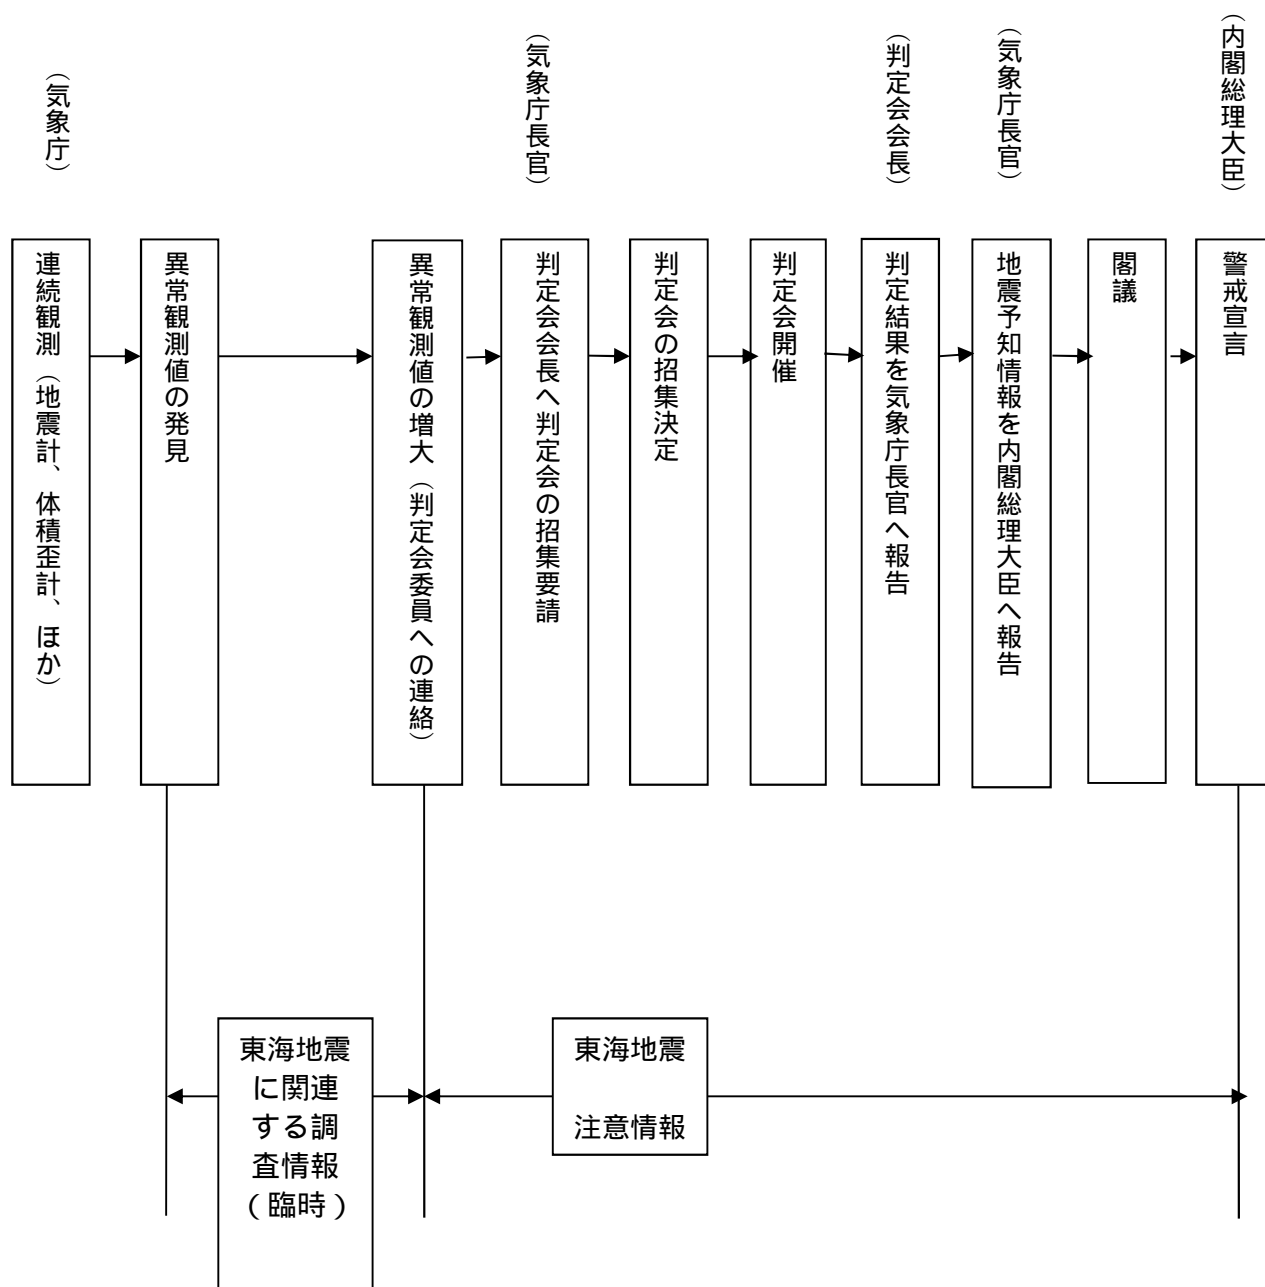 （気象庁）
（気象庁長官）
（判定会会長）
（気象庁長官）
（内閣総理大臣）
連続観測（地震計、体積歪計、ほか）
異常観測値の発見
異常観測値の増大（判定会委員への連絡）
判定会会長へ判定会の招集要請
判定会の招集決定
判定会開催
判定結果を気象庁長官へ報告
地震予知情報を内閣総理大臣へ報告
閣議
警戒宣言
東海地震
に関連
する調
査情報
（臨時）
東海地震
注意情報